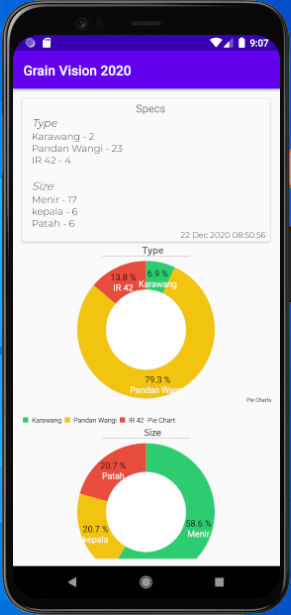 9:07
Grain Vision 2020
Specs
Type
Karawang - 2
Pandan Wangi - 23
IR 42 - 4
Size
Menir - 17
kepala - 6
Patah - 6
22 Dec 2020 08:50:56
Type
13.8 %
IR 42
6.9 %
Karawang
79.3 %
Pandan Wang
Pie Charts
Karawang Pandan Wangi IR 42 Pie Chart
Size
20.7 %
Patah
58.6 %
Menir
20.7 %
kepala